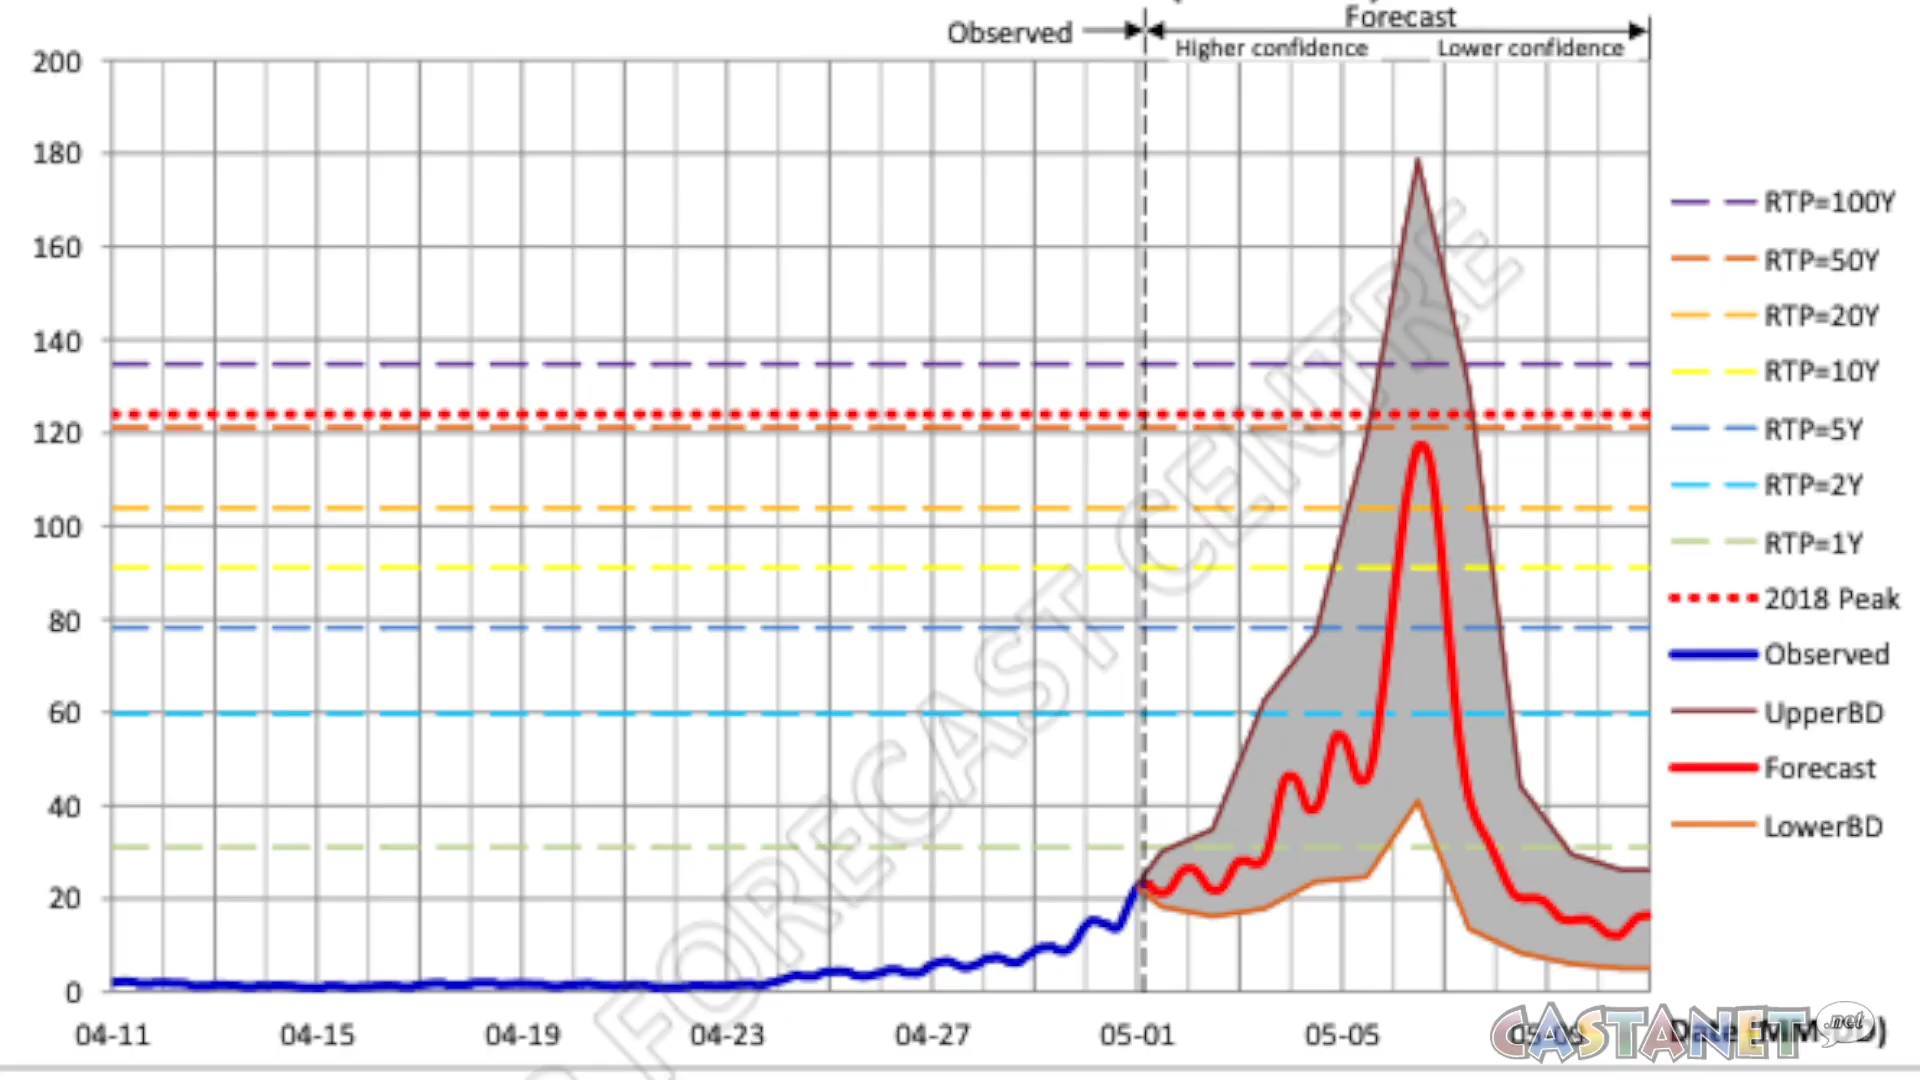 Observed
Forecast
Higher confidence
Lower confidence
200
180
160
140
120
100
80
60
40
20
0
04-11
04-15
04-19
04-23
04-27
05-01
05-05
RTP=100Y
RTP=50Y
RTP=20Y
RTP=10Y
RTP=5Y
RTP=2Y
RTP=1Y
2018 Peak
Observed
UpperBD
Forecast
LowerBD
FORECAST CENTRE
CASTANET
.net
Date (MM